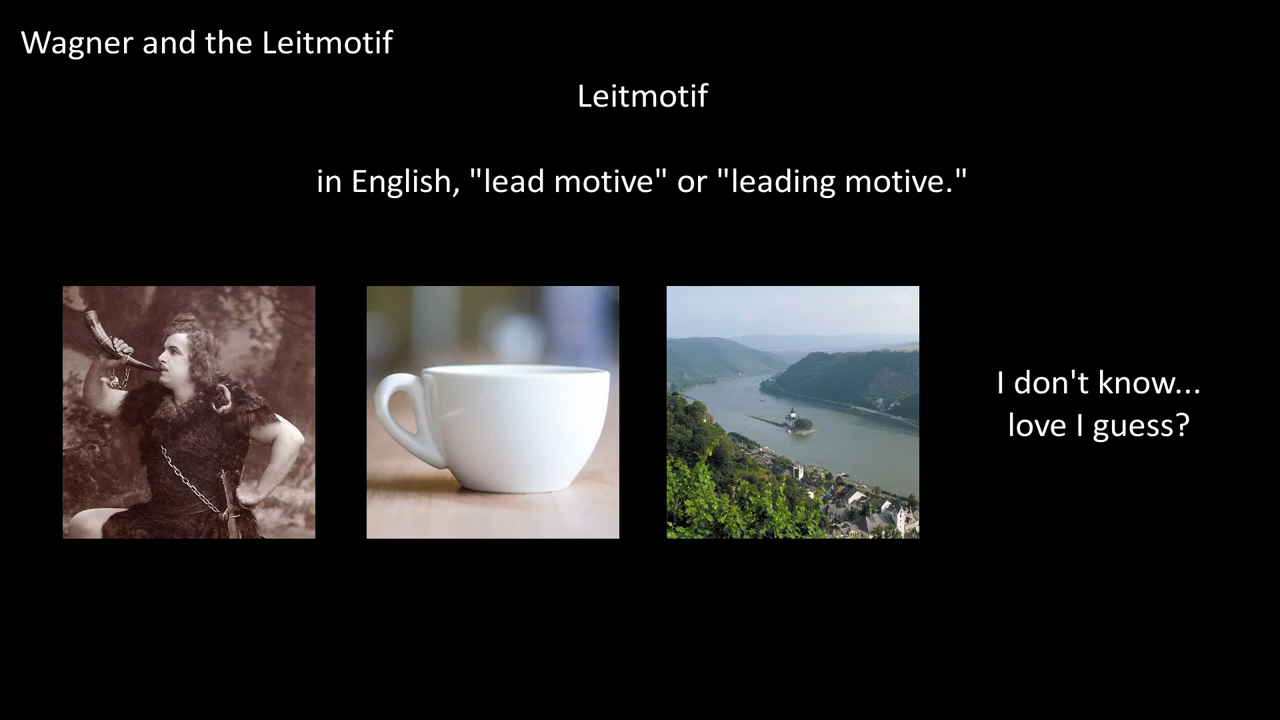 Wagner and the Leitmotif
Leitmotif
in English, "lead motive" or "leading motive."
I don't know...
love I guess?